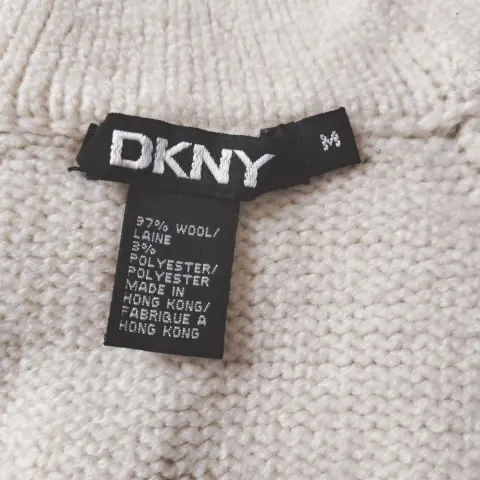 DKNY
M
97% WOOL/
LAINE
3%
POLYESTER/
POLYESTER
MADE IN
HONG KONG/
FABRIQUE A
HONG KONG